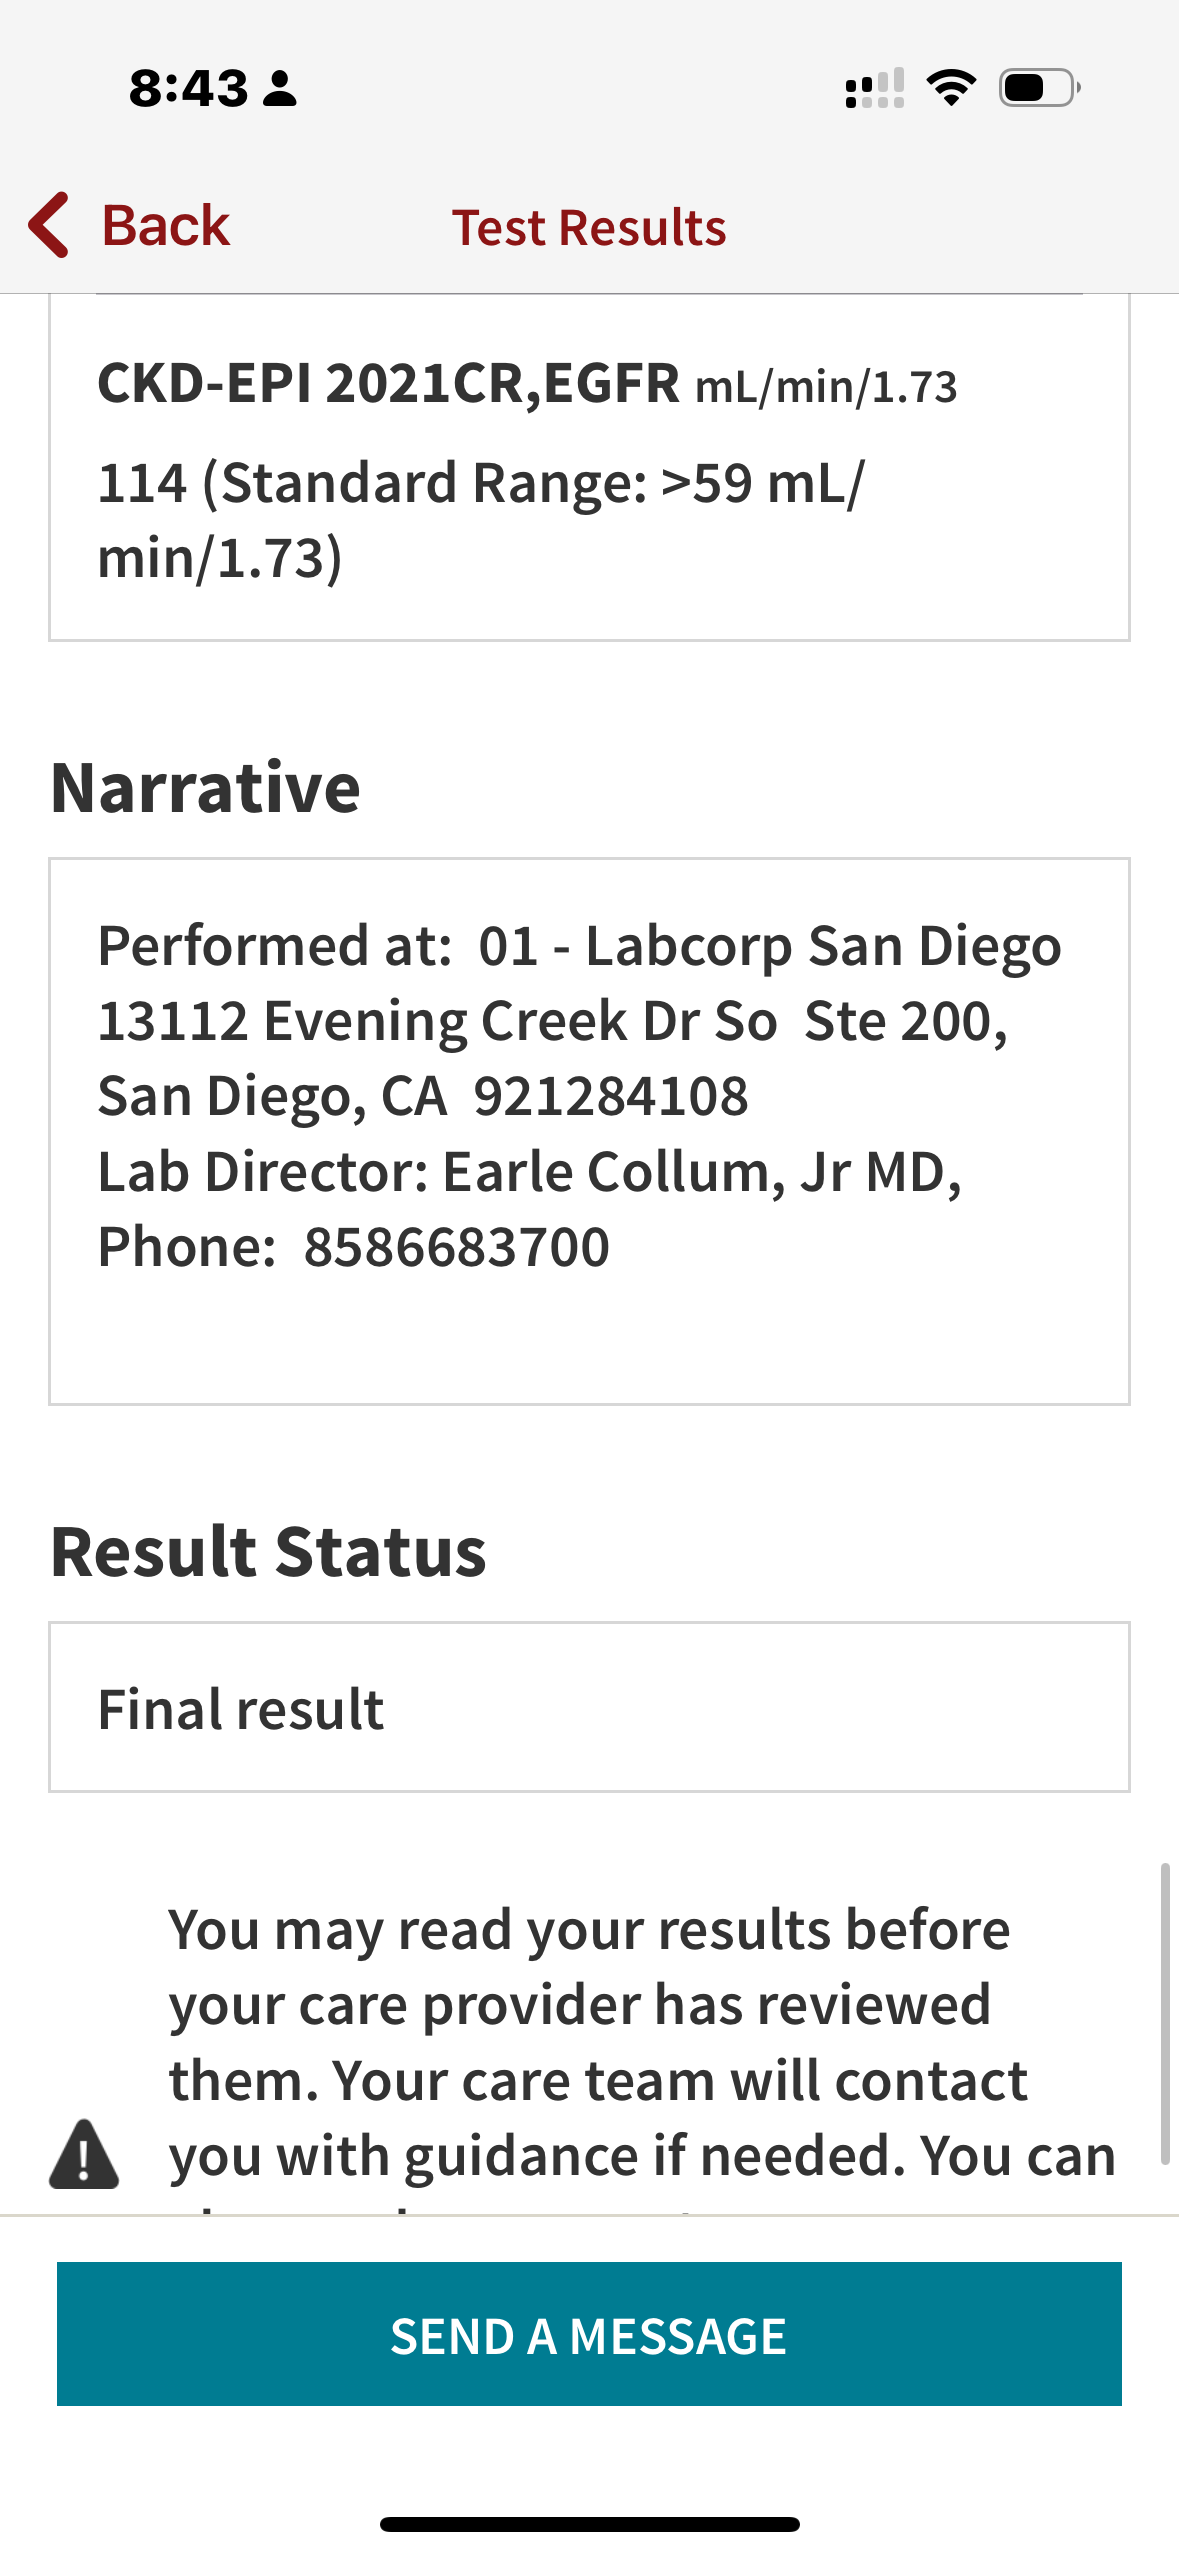 8:43
Back
Test Results
CKD-EPI 2021CR,EGFR mL/min/1.73
114 (Standard Range: >59 mL/
min/1.73)
Narrative
Performed at:  01 - Labcorp San Diego
13112 Evening Creek Dr So  Ste 200,
San Diego, CA  921284108
Lab Director: Earle Collum, Jr MD,
Phone:  8586683700
Result Status
Final result
You may read your results before
your care provider has reviewed
them. Your care team will contact
you with guidance if needed. You can
SEND A MESSAGE